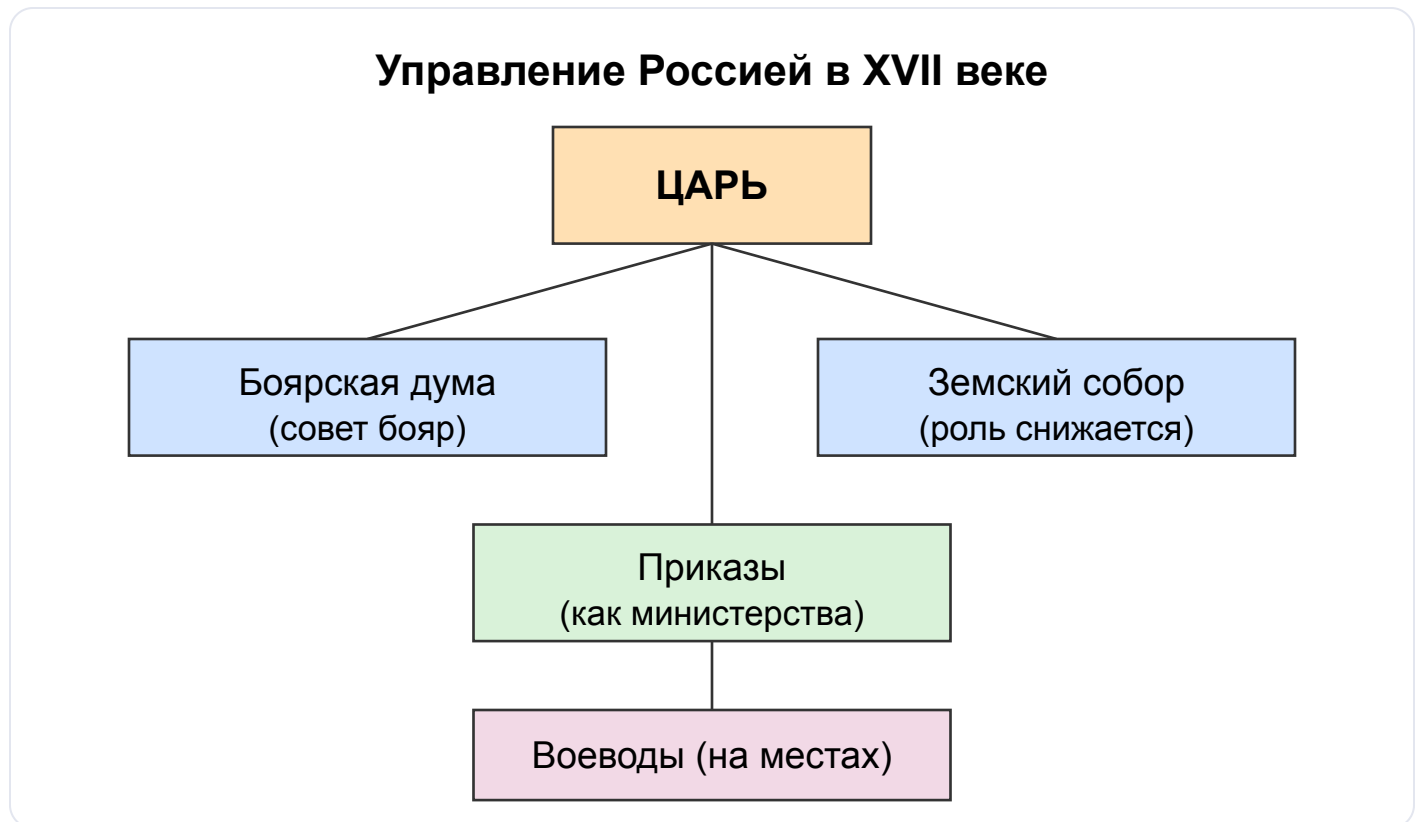 Управление Россией в XVII веке
ЦАРЬ
Боярская дума
(совет бояр)
Земский собор
(роль снижается)
Приказы
(как министерства)
Воеводы (на местах)